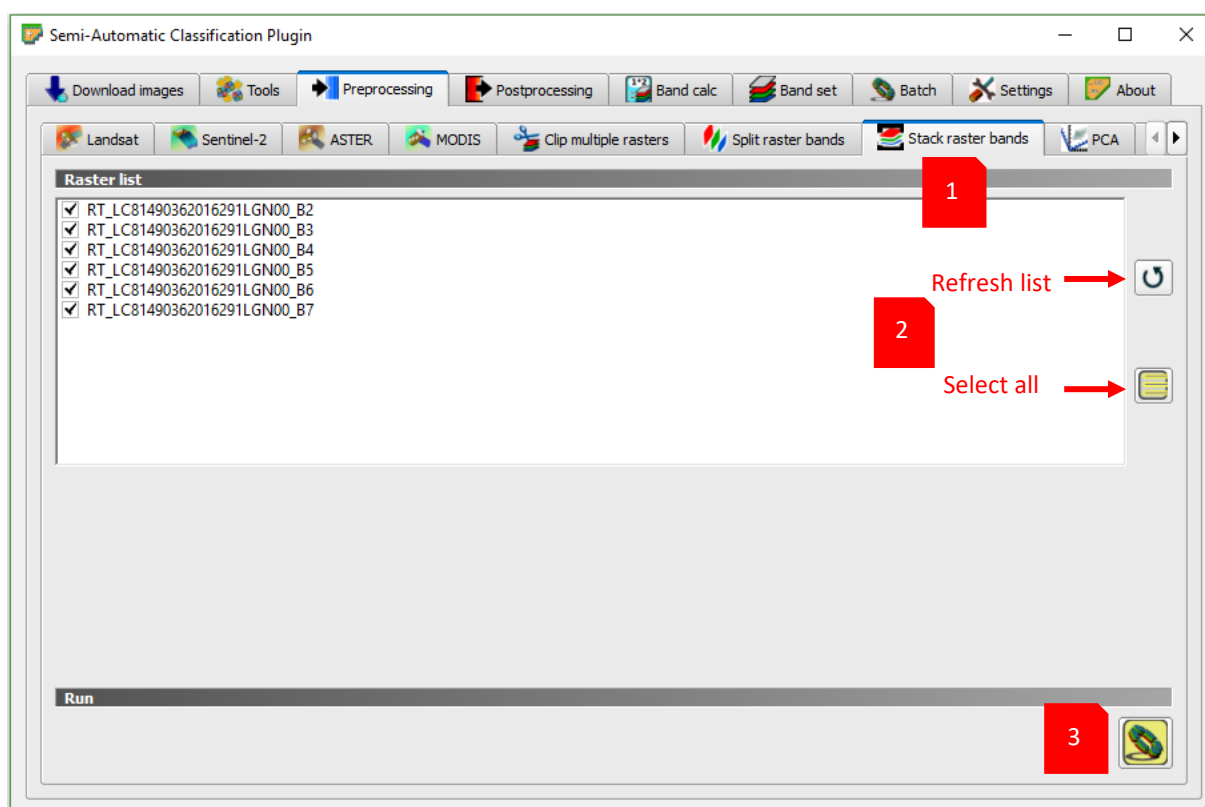 Semi-Automatic Classification Plugin
Download images Tools Preprocessing Postprocessing Band calc Band set Batch Settings About
Landsat Sentinel-2 ASTER MODIS Clip multiple rasters Split raster bands Stack raster bands PCA
Raster list
1
RT_LC81490362016291LGN00_B2
RT_LC81490362016291LGN00_B3
RT_LC81490362016291LGN00_B4
RT_LC81490362016291LGN00_B5
RT_LC81490362016291LGN00_B6
RT_LC81490362016291LGN00_B7
Refresh list
2
Select all
Run
3